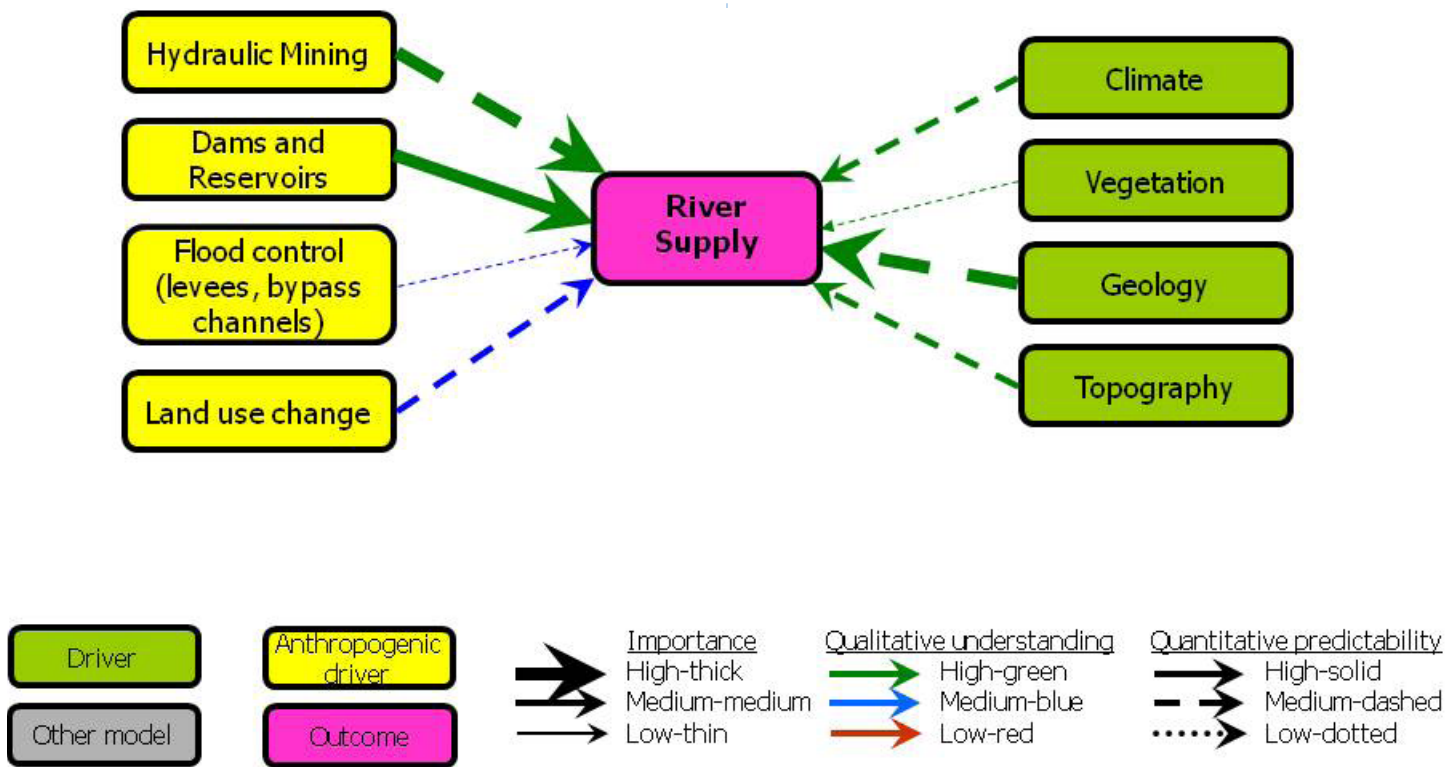 Hydraulic Mining
Dams and
Reservoirs
Flood control
(levees, bypass
channels)
Land use change
River
Supply
Climate
Vegetation
Geology
Topography
Driver
Other model
Anthropogenic
driver
Outcome
Importance
High-thick
Medium-medium
Low-thin
Qualitative understanding
High-green
Medium-blue
Low-red
Quantitative predictability
High-solid
Medium-dashed
Low-dotted